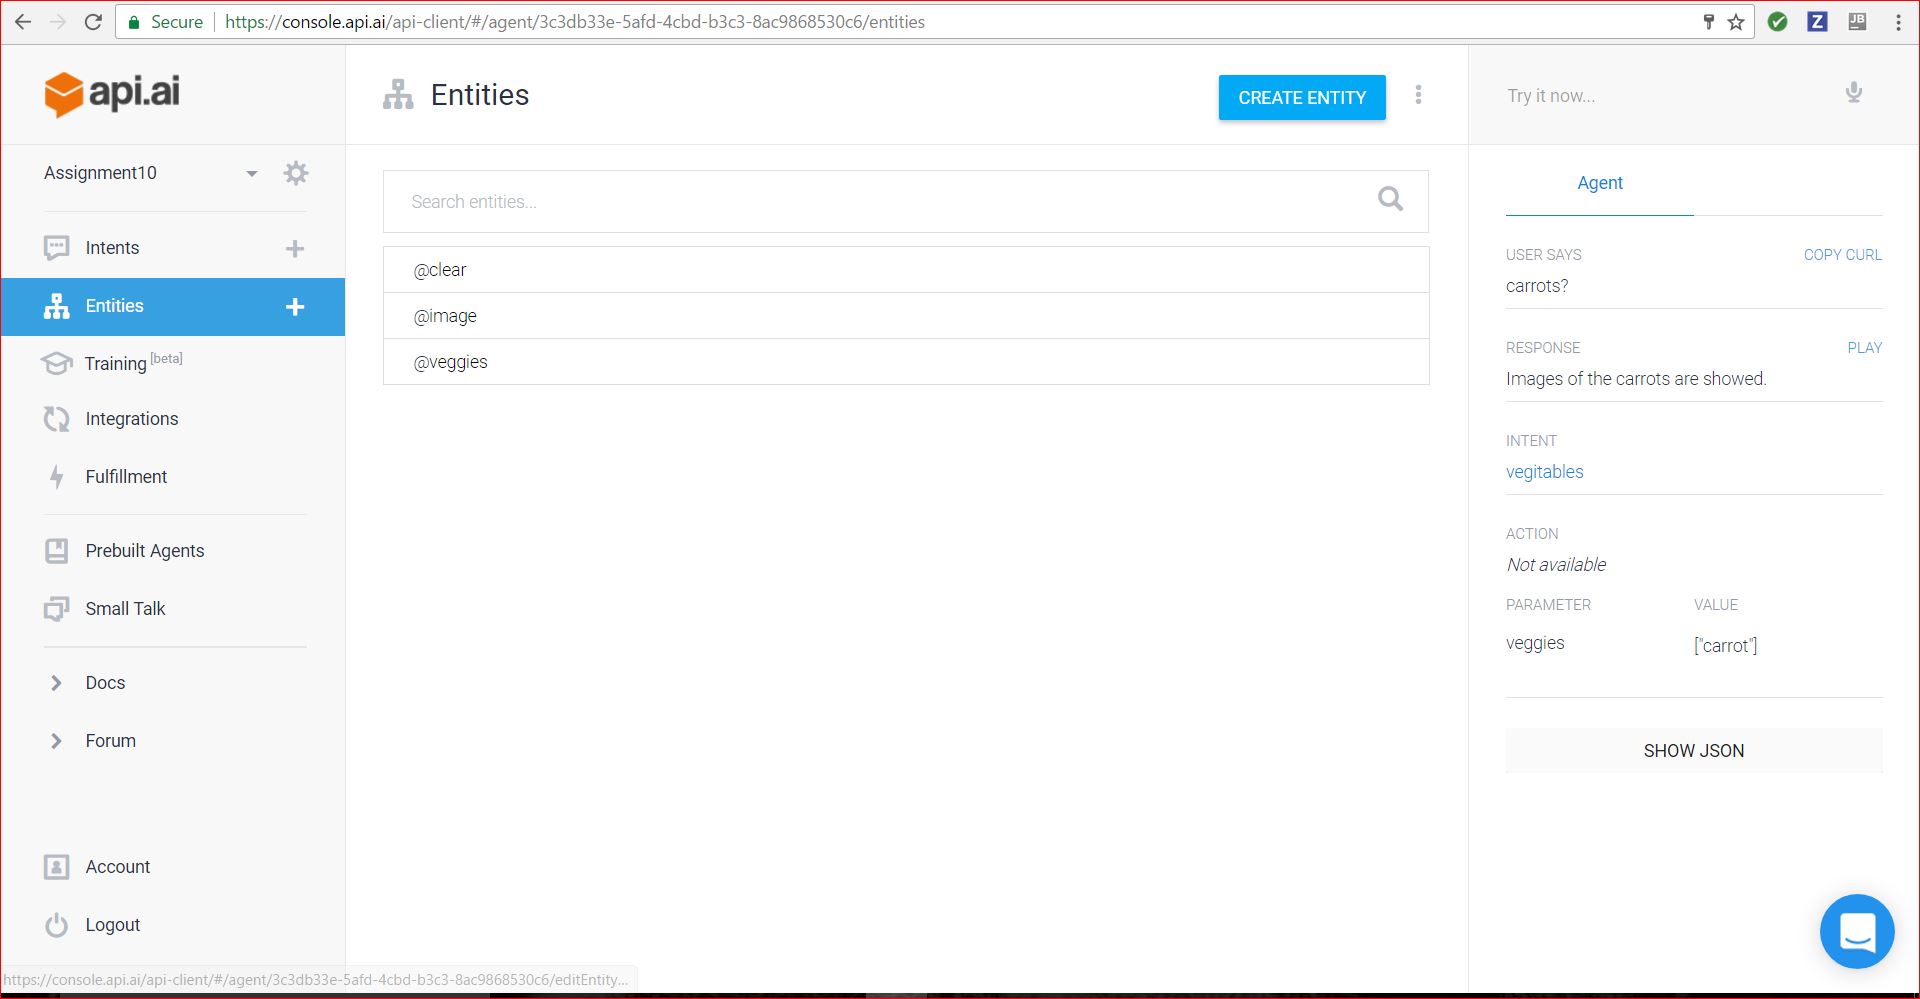 Secure https://console.api.ai/api-client/#/agent/3c3db33e-5afd-4cbd-b3c3-8ac9868530c6/entities
Z
JB
api.ai
Assignment10
Intents
Entities
Training [beta]
Integrations
Fulfillment
Prebuilt Agents
Small Talk
Docs
Forum
Account
Logout
https://console.api.ai/api-client/#/agent/3c3db33e-5afd-4cbd-b3c3-8ac9868530c6/editEntity...
Entities
CREATE ENTITY
Search entities...
@clear
@image
@veggies
Try it now...
Agent
USER SAYS COPY CURL
carrots?
RESPONSE PLAY
Images of the carrots are showed.
INTENT
vegitables
ACTION
Not available
PARAMETER VALUE
veggies ["carrot"]
SHOW JSON